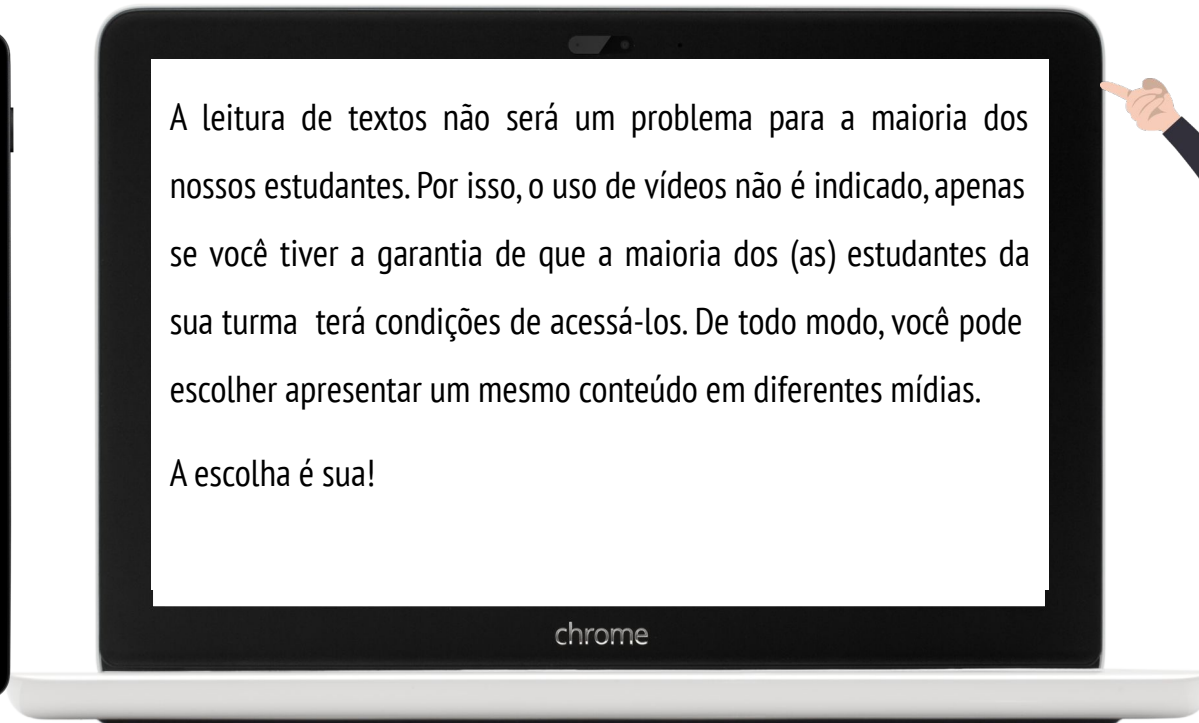 A leitura de textos não será um problema para a maioria dos
nossos estudantes. Por isso, o uso de vídeos não é indicado, apenas
se você tiver a garantia de que a maioria dos (as) estudantes da
sua turma terá condições de acessá-los. De todo modo, você pode
escolher apresentar um mesmo conteúdo em diferentes mídias.
A escolha é sua!
chrome